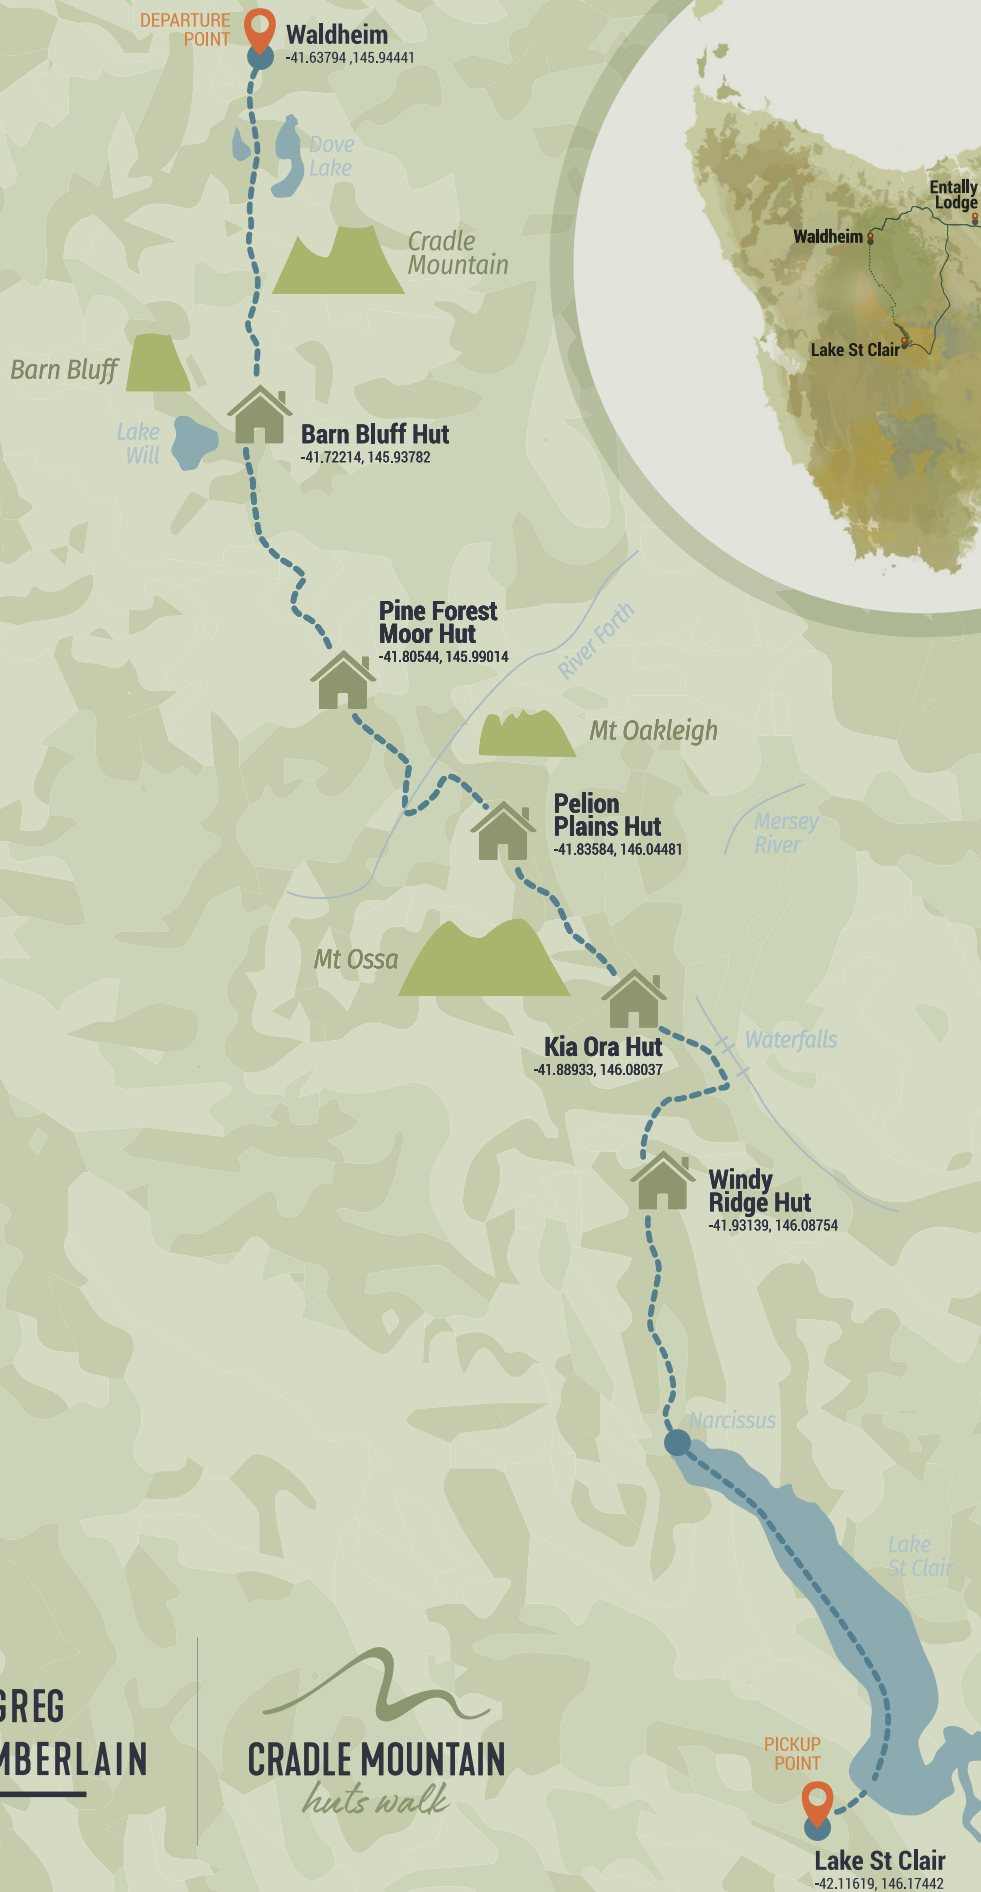 DEPARTURE
POINT
Waldheim
-41.63794 ,145.94441
Dove
Lake
Cradle
Mountain
Barn Bluff
Lake
Will
Barn Bluff Hut
-41.72214, 145.93782
Entally
Lodge
Waldheim
Lake St Clair
Pine Forest
Moor Hut
-41.80544, 145.99014
River Forth
Mt Oakleigh
Pelion
Plains Hut
-41.83584, 146.04481
Mersey
River
Mt Ossa
Kia Ora Hut
-41.88933, 146.08037
Waterfalls
Windy
Ridge Hut
-41.93139, 146.08754
Narcissus
Lake
St Clair
GREG
MBERLAIN
CRADLE MOUNTAIN
huts walk
PICKUP
POINT
Lake St Clair
-42.11619, 146.17442